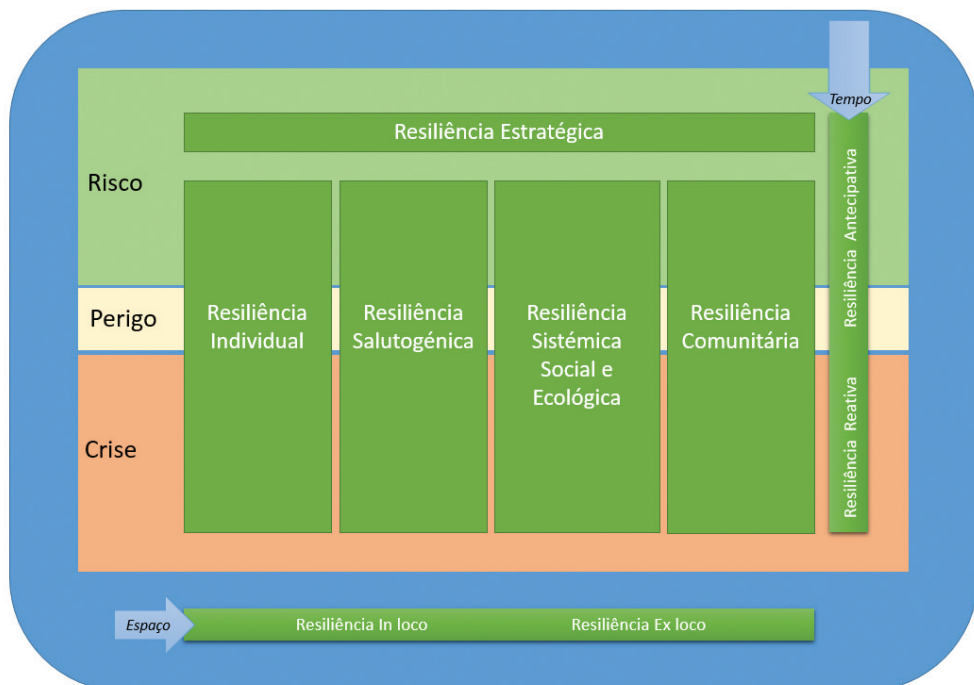 Tempo
Resiliência Estratégica
Risco
Resiliência Antecipativa
Perigo
Resiliência
Individual
Resiliência
Salutogénica
Resiliência
Sistémica
Social e
Ecológica
Resiliência
Comunitária
Crise
Resiliência Reativa
Espaço
Resiliência In loco
Resiliência Ex loco